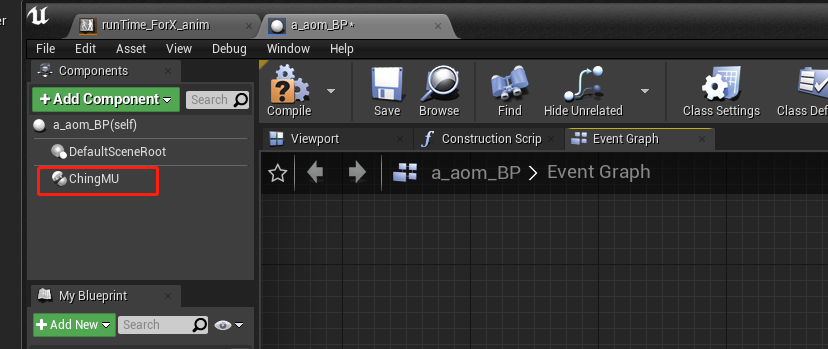 er
runTime_ForX_anim
a_aom_BP*
File Edit Asset View Debug Window Help
Components
+Add Component
Search
a_aom_BP(self)
DefaultSceneRoot
ChingMU
My Blueprint
+Add New
Search
Compile
Save
Browse
Find
Hide Unrelated
Class Settings
Class Def
Viewport
Construction Scrip
Event Graph
a_aom_BP > Event Graph